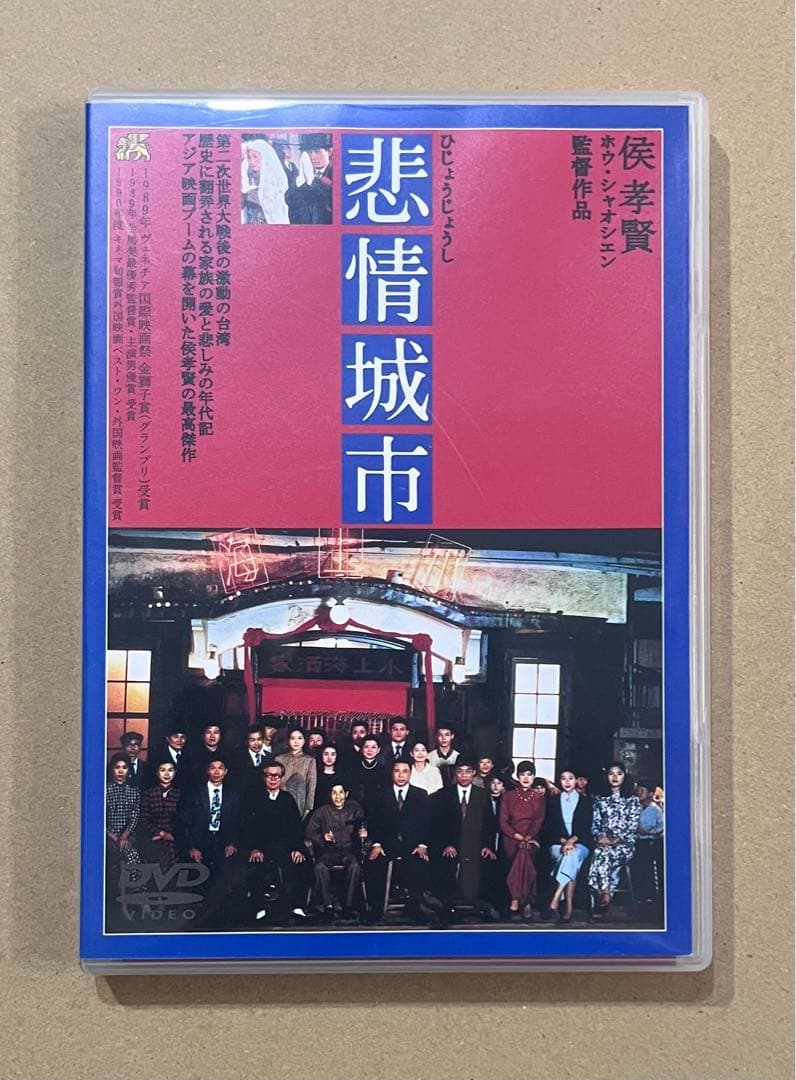 侯孝賢
ホウ・シャオシエン
監督作品
ひじょうじょうし
悲情城市
第二次世界大戦後の激動の台湾
歴史に翻弄される家族の愛と悲しみの年代記
アジア映画ブームの幕を開いた侯孝賢の最高傑作
1989年 ヴェネチア国際映画祭 金獅子賞(グランプリ)受賞
1989年 金馬奨最優秀監督賞・主演男優賞 受賞
1990年度 キネマ旬報賞外国映画ベスト・ワン・外国映画監督賞 受賞
海上小
家酒海上小
DVD
VIDEO